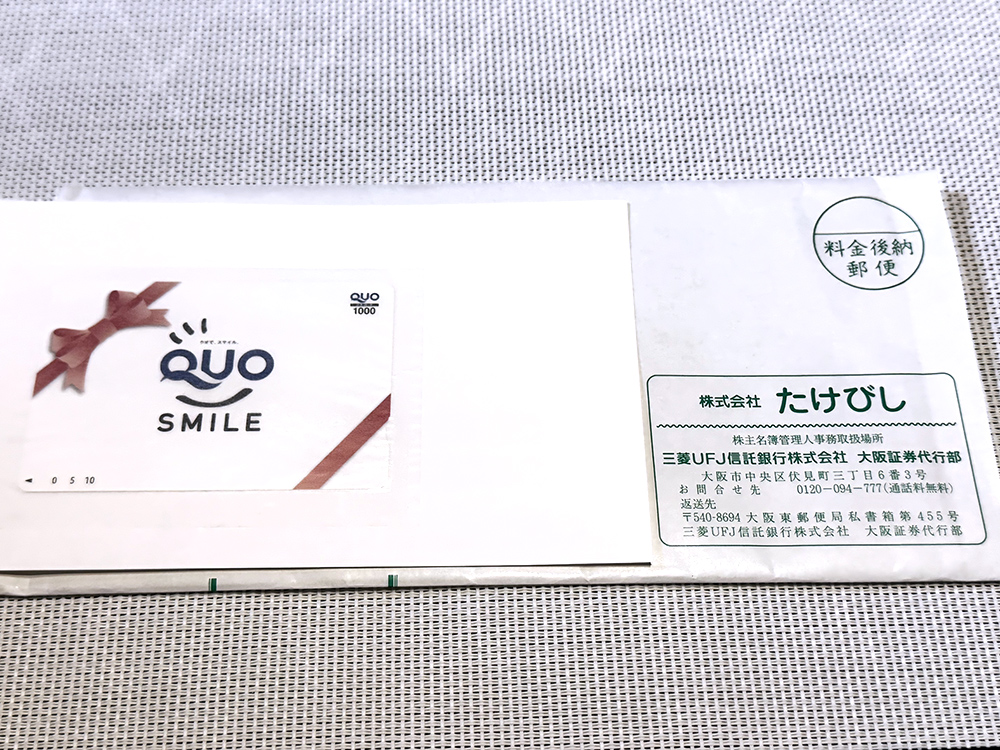 QUO
1000
QUO
SMILE
0 5 10
料金後納
郵便
株式会社 たけびし
株主名簿管理人事務取扱場所
三菱UFJ信託銀行株式会社 大阪証券代行部
大阪市中央区伏見町三丁目6番3号
お問合せ先 0120-094-777(通話料無料)
返送先
〒540-8694 大阪東郵便局私書箱第455号
三菱UFJ信託銀行株式会社 大阪証券代行部